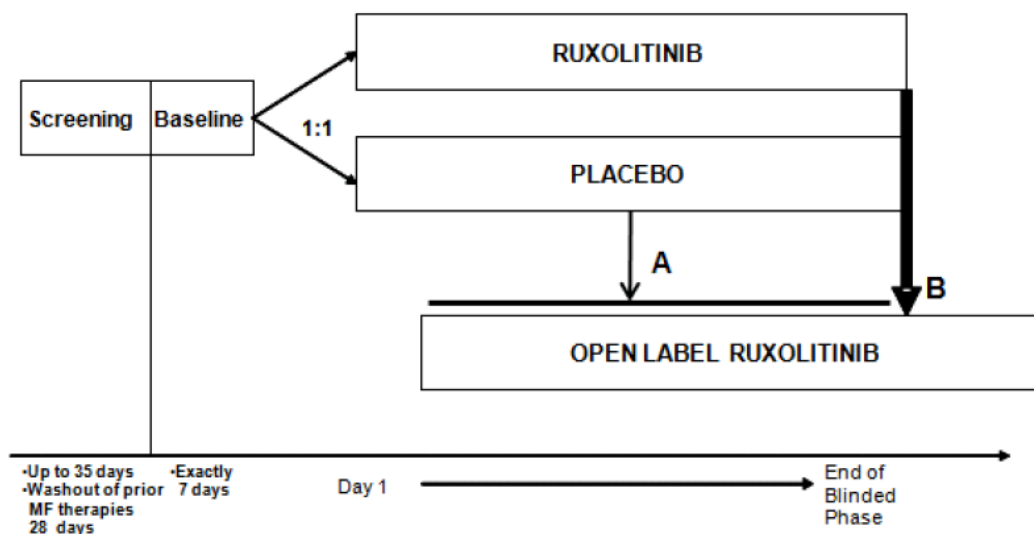 RUXOLITINIB
Screening
Baseline
1:1
PLACEBO
A
B
OPEN LABEL RUXOLITINIB
•Up to 35 days
•Washout of prior
MF therapies
28 days
•Exactly
7 days
Day 1
End of
Blinded
Phase